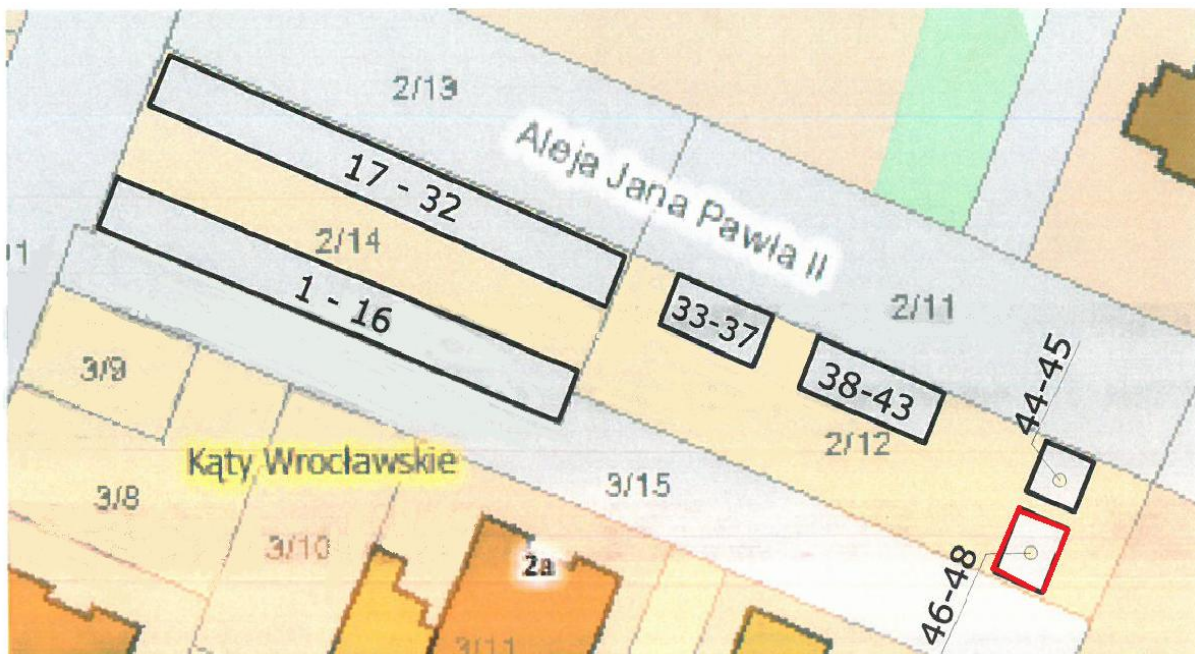 2/13
Aleja Jana Pawła II
17 - 32
2/14
1 - 16
33-37
2/11
38-43
44-45
3/9
2/12
Kąty Wrocławskie
3/15
3/8
3/10
2a
46-48
3/11